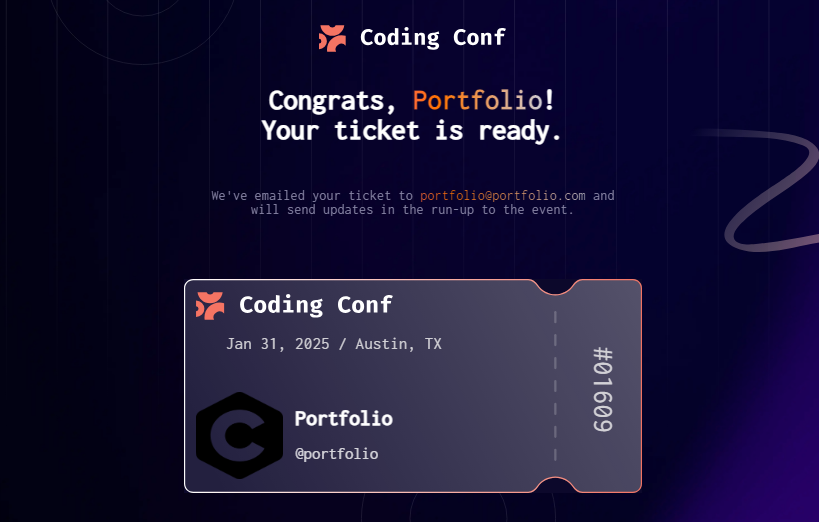 Coding Conf
Congrats, Portfolio!
Your ticket is ready.
We've emailed your ticket to portfolio@portfolio.com and
will send updates in the run-up to the event.
Coding Conf
Jan 31, 2025 / Austin, TX
Portfolio
@portfolio
#01609